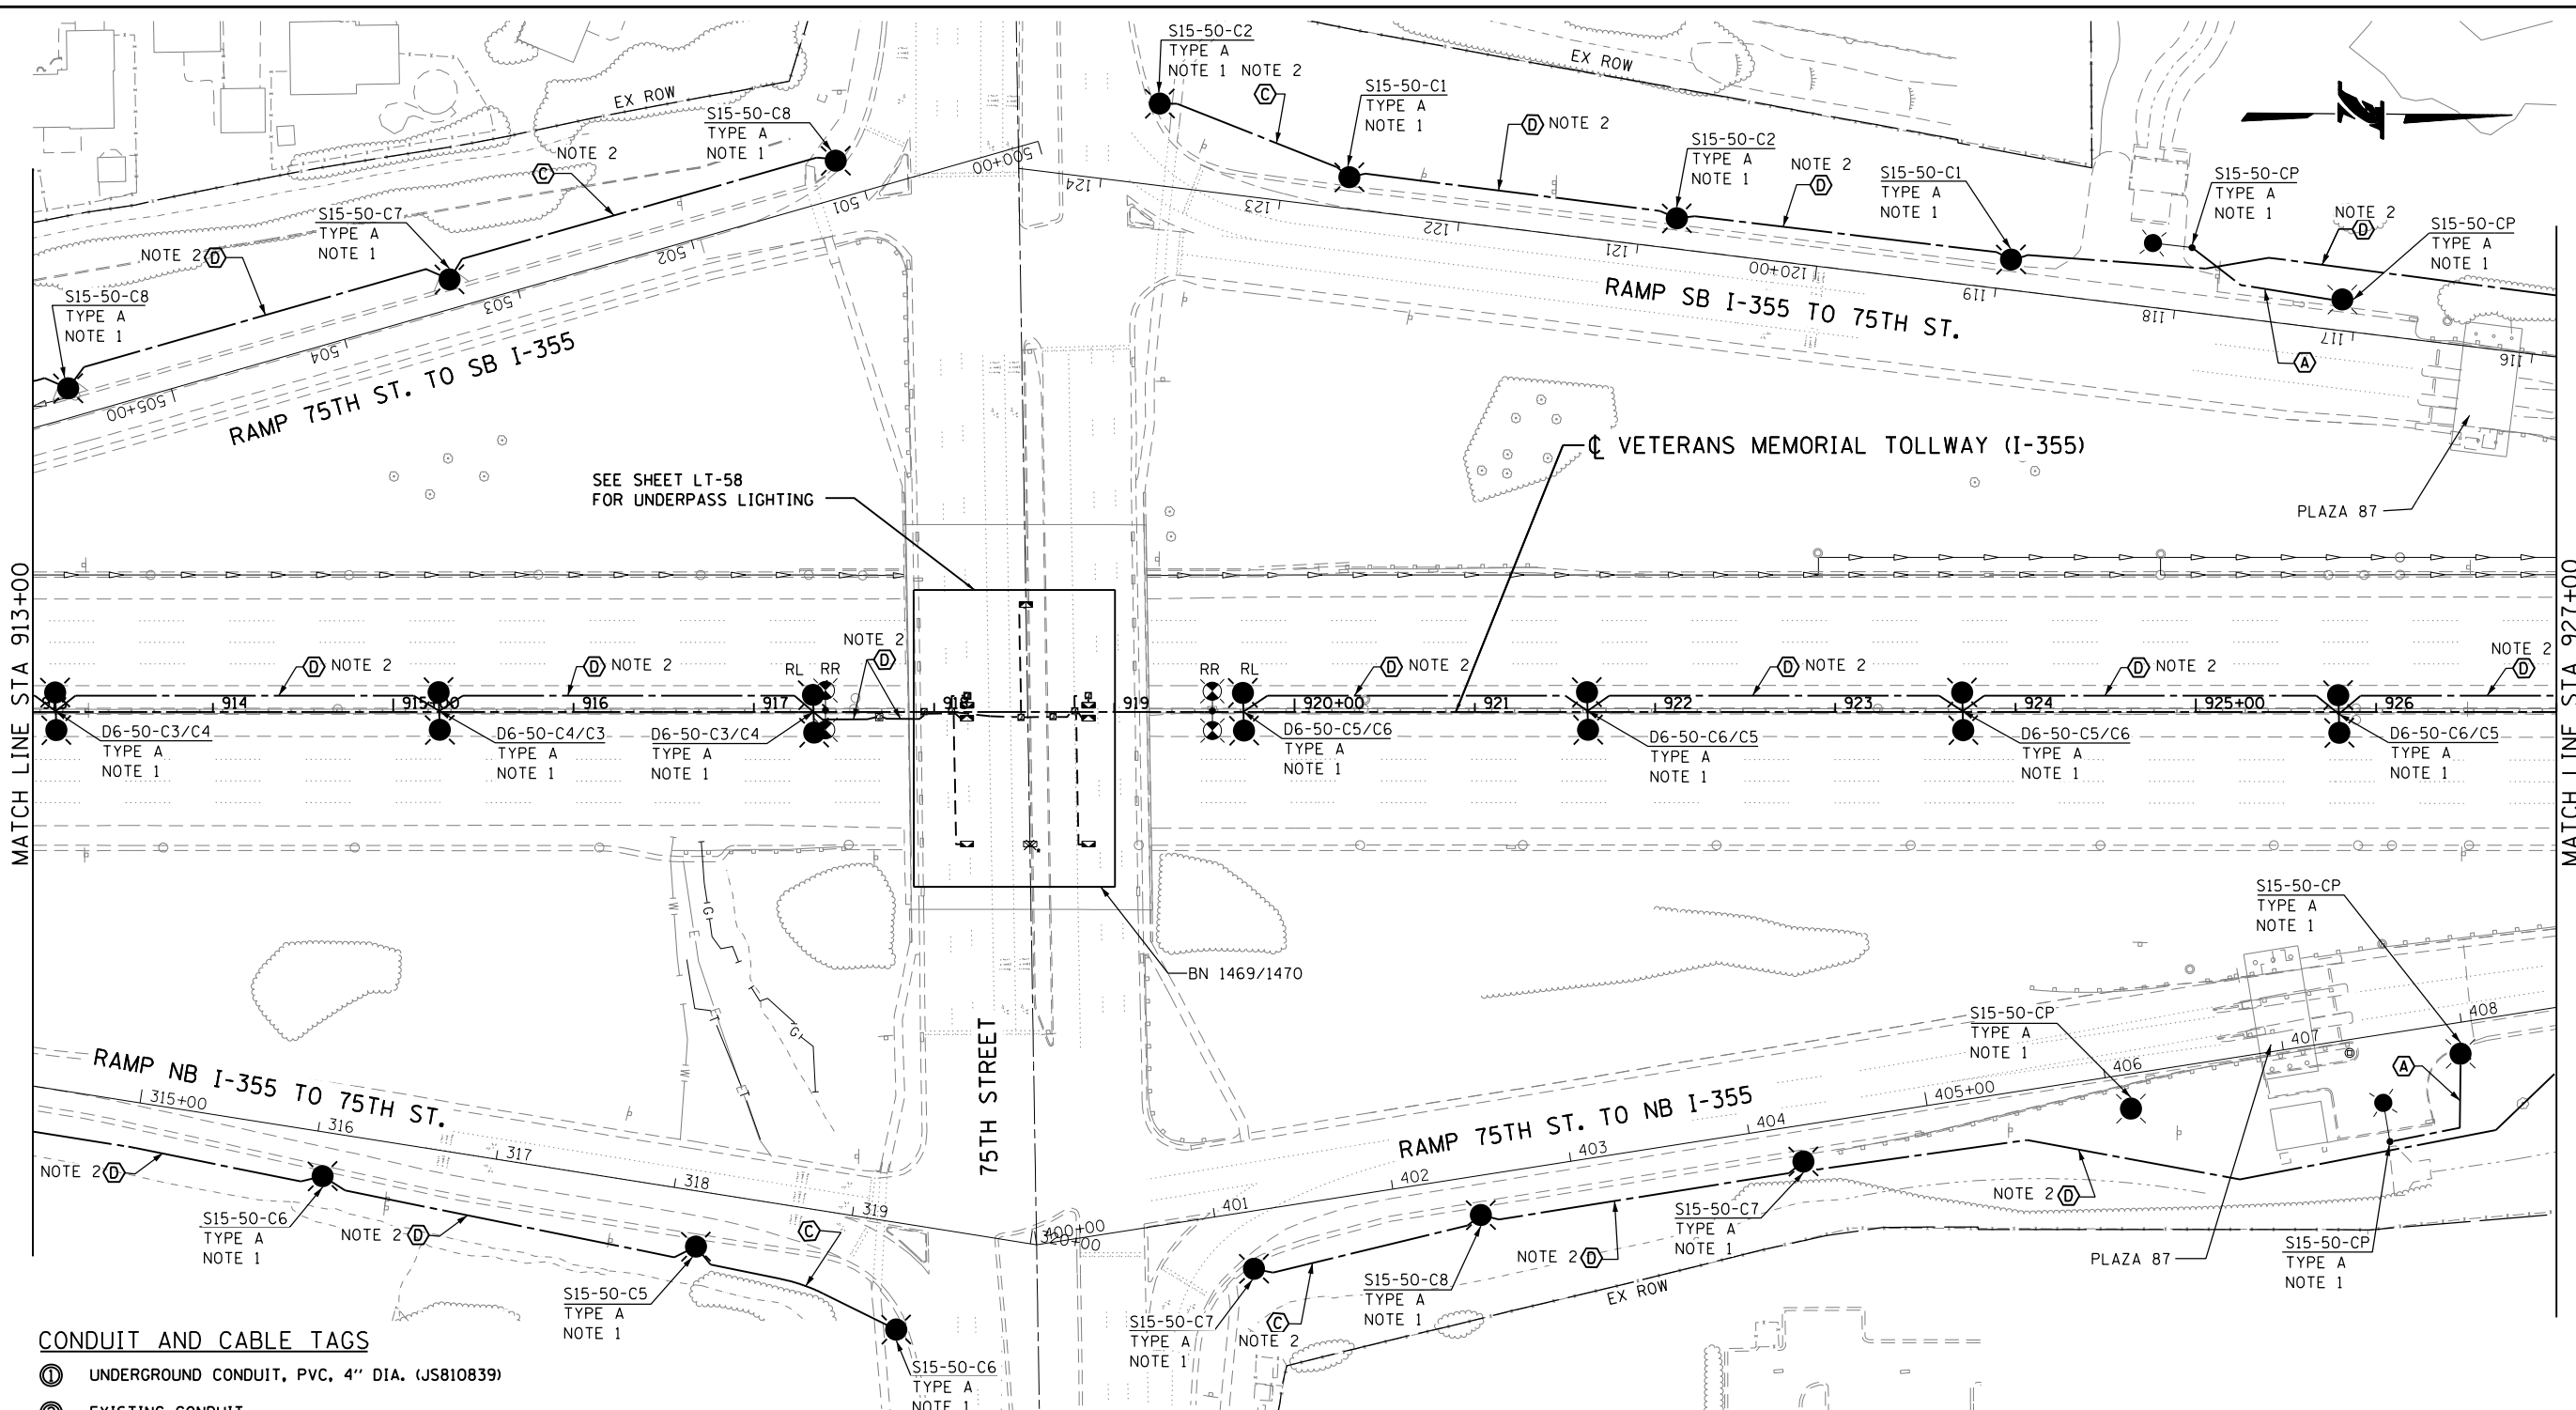 S15-50-C2
TYPE A
NOTE 1
NOTE 2
C
S15-50-C1
TYPE A
NOTE 1
D NOTE 2
EX ROW
S15-50-C2
TYPE A
NOTE 1
NOTE 2
D
S15-50-C1
TYPE A
NOTE 1
S15-50-CP
TYPE A
NOTE 1
NOTE 2
D
S15-50-CP
TYPE A
NOTE 1
A
EX ROW
S15-50-C8
TYPE A
NOTE 1
NOTE 2
C
S15-50-C7
TYPE A
NOTE 1
NOTE 2 D
S15-50-C8
TYPE A
NOTE 1
500+00
501
502
503
504
505+00
RAMP 75TH ST. TO SB I-355
124
123
122
121
120+00
119
118
117
116
RAMP SB I-355 TO 75TH ST.
℄ VETERANS MEMORIAL TOLLWAY (I-355)
PLAZA 87
SEE SHEET LT-58
FOR UNDERPASS LIGHTING
MATCH LINE STA 913+00
MATCH LINE STA 927+00
D NOTE 2
D NOTE 2
RL RR
NOTE 2
D
RR RL
D NOTE 2
D NOTE 2
D NOTE 2
NOTE 2
D
914
915+00
916
917
918
919
920+00
921
922
923
924
925+00
926
D6-50-C3/C4
TYPE A
NOTE 1
D6-50-C4/C3
TYPE A
NOTE 1
D6-50-C3/C4
TYPE A
NOTE 1
D6-50-C5/C6
TYPE A
NOTE 1
D6-50-C6/C5
TYPE A
NOTE 1
D6-50-C5/C6
TYPE A
NOTE 1
D6-50-C6/C5
TYPE A
NOTE 1
BN 1469/1470
W
W
G
G
E
T
T
75TH STREET
RAMP NB I-355 TO 75TH ST.
315+00
316
317
318
319
320+00
400+00
401
402
403
404
405+00
406
407
408
RAMP 75TH ST. TO NB I-355
S15-50-CP
TYPE A
NOTE 1
S15-50-CP
TYPE A
NOTE 1
A
NOTE 2 D
S15-50-C6
TYPE A
NOTE 1
NOTE 2 D
S15-50-C5
TYPE A
NOTE 1
C
S15-50-C6
TYPE A
NOTE 1
S15-50-C7
TYPE A
NOTE 1
C
NOTE 2
S15-50-C8
TYPE A
NOTE 1
NOTE 2 D
S15-50-C7
TYPE A
NOTE 1
NOTE 2 D
EX ROW
PLAZA 87
S15-50-CP
TYPE A
NOTE 1
CONDUIT AND CABLE TAGS
1 UNDERGROUND CONDUIT, PVC, 4" DIA. (JS810839)
EXISTING CONDUIT